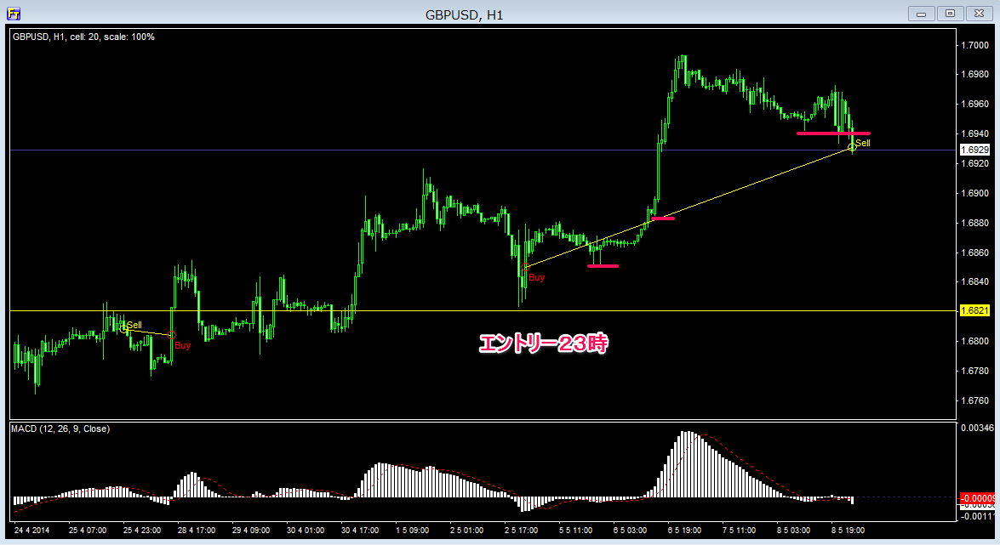 FT
GBPUSD, H1
GBPUSD, H1, cell: 20, scale: 100%
1.7000
1.6980
1.6960
1.6940
Sell
1.6929
1.6920
1.6900
1.6880
1.6860
Buy
1.6840
1.6821
Sell
1.6800
Buy
エントリー23時
1.6780
1.6760
MACD (12, 26, 9, Close)
0.00346
-0.00009
-0.0011
24 4 2014
25 4 07:00
25 4 23:00
28 4 17:00
29 4 09:00
30 4 01:00
30 4 17:00
1 5 09:00
2 5 01:00
2 5 17:00
5 5 11:00
6 5 03:00
6 5 19:00
7 5 11:00
8 5 03:00
8 5 19:00